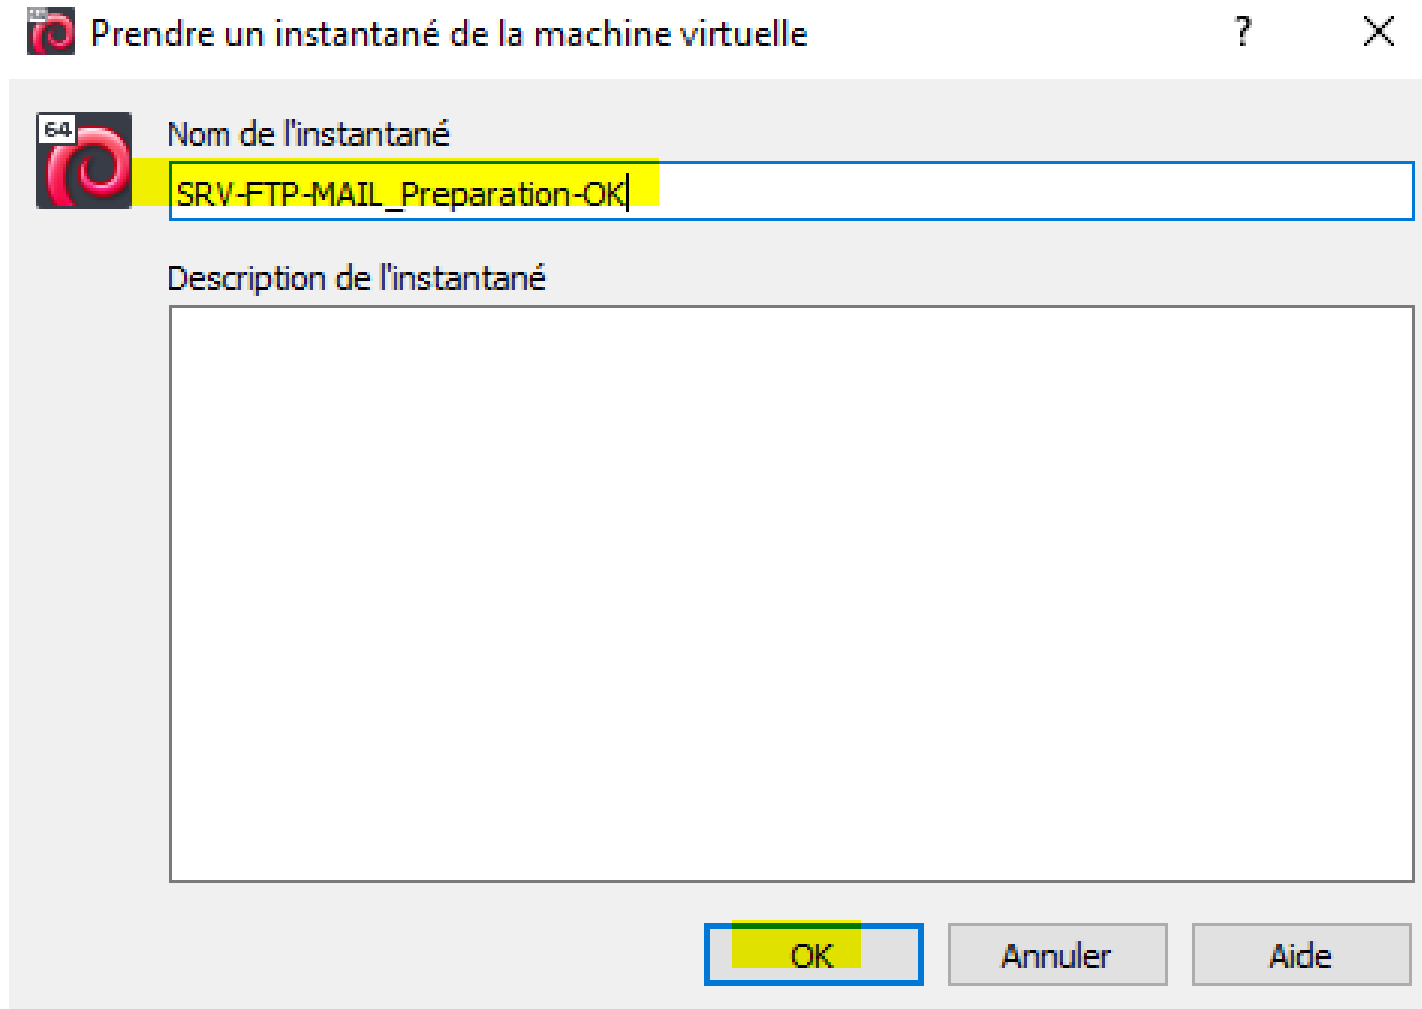 Prendre un instantané de la machine virtuelle
?
64
Nom de l'instantané
SRV-FTP-MAIL_Preparation-OK
Description de l'instantané
OK Annuler Aide